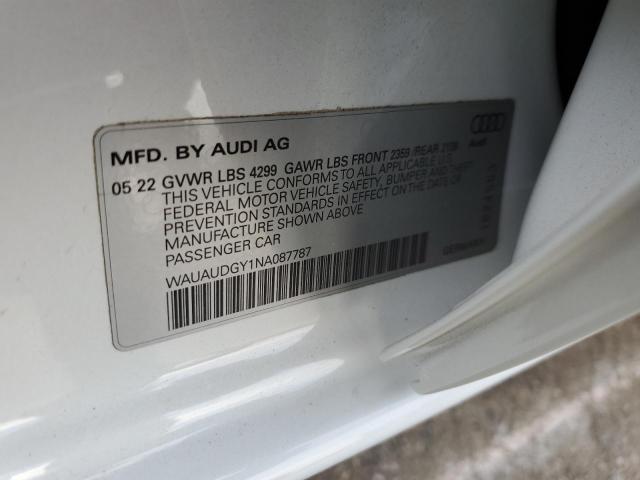 MFD. BY AUDI AG
05 22 GVWR LBS 4299 GAWR LBS FRONT 2359 /REAR
THIS VEHICLE CONFORMS TO ALL APPLICABLE U.S.
FEDERAL MOTOR VEHICLE SAFETY, BUMPER AND THEFT
PREVENTION STANDARDS IN EFFECT ON THE DATE OF
MANUFACTURE SHOWN ABOVE
PASSENGER CAR
WAUAUDGY1NA087787
Audi
GERMANY